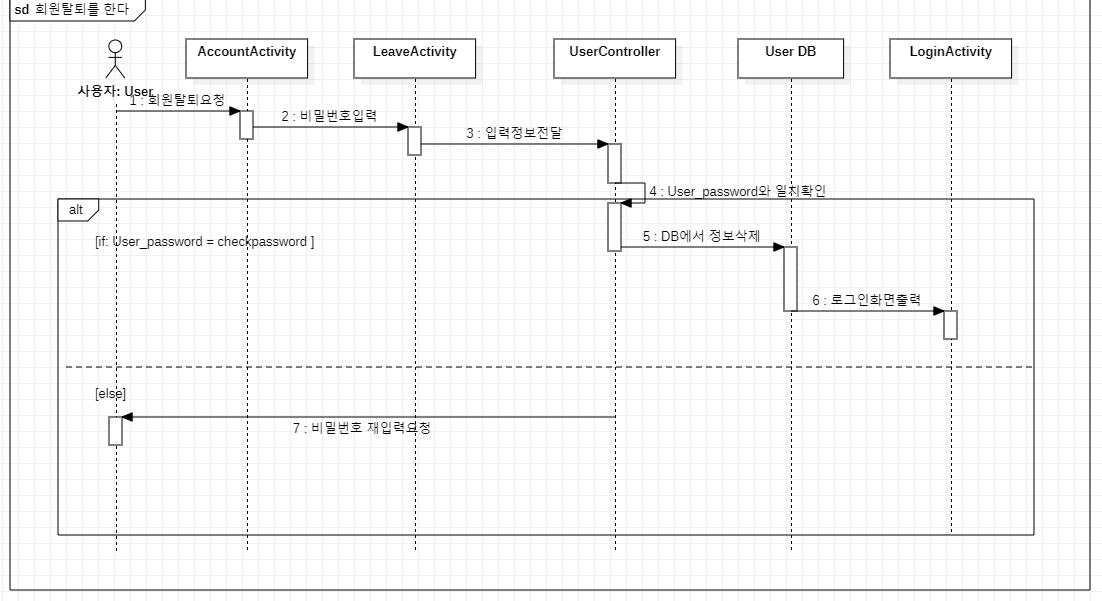 sd 회원탈퇴를 한다
AccountActivity
LeaveActivity
UserController
User DB
LoginActivity
사용자: User
1 : 회원탈퇴요청
2 : 비밀번호입력
3 : 입력정보전달
4 : User_password와 일치확인
alt
[if: User_password = checkpassword ]
5 : DB에서 정보삭제
6 : 로그인화면출력
[else]
7 : 비밀번호 재입력요청